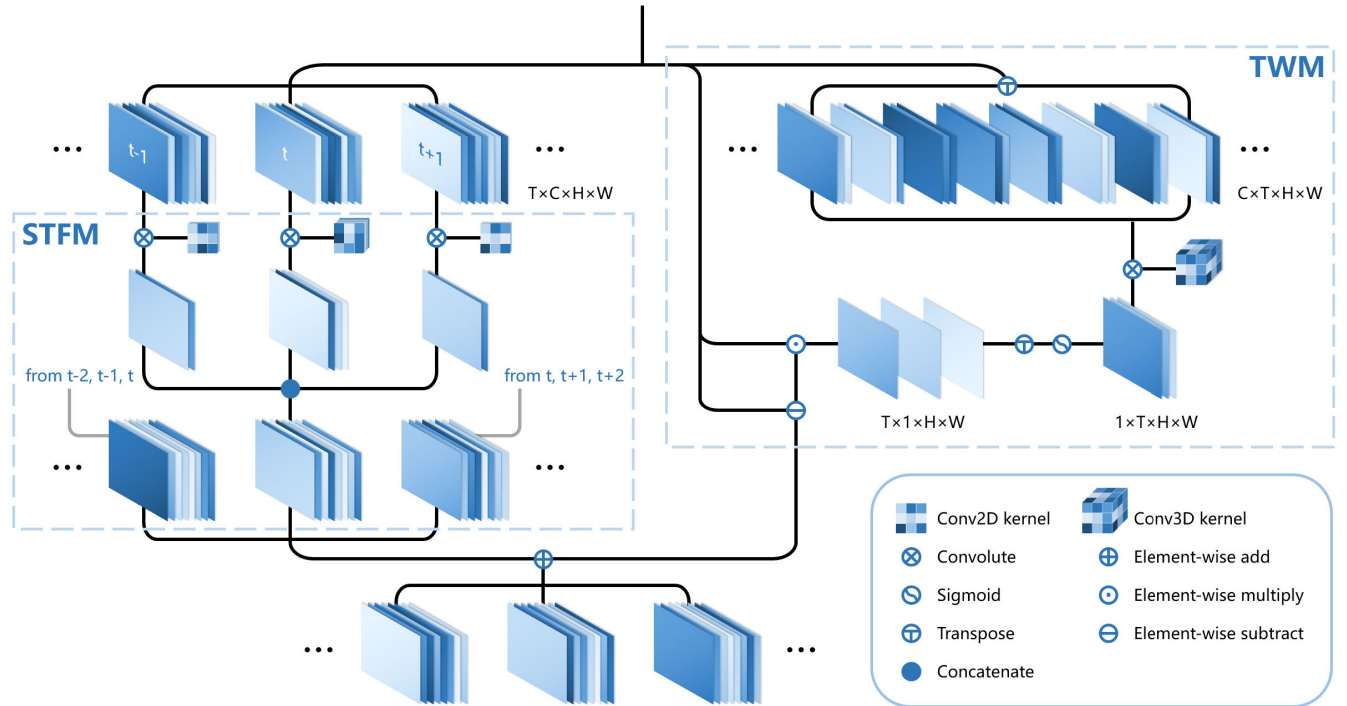 TWM
t-1
t
t+1
...
...
...
...
T×C×H×W
C×T×H×W
STFM
from t-2, t-1, t
from t, t+1, t+2
T×1×H×W
1×T×H×W
...
...
Conv2D kernel
Conv3D kernel
Convolute
Element-wise add
Sigmoid
Element-wise multiply
Transpose
Element-wise subtract
Concatenate
...
...